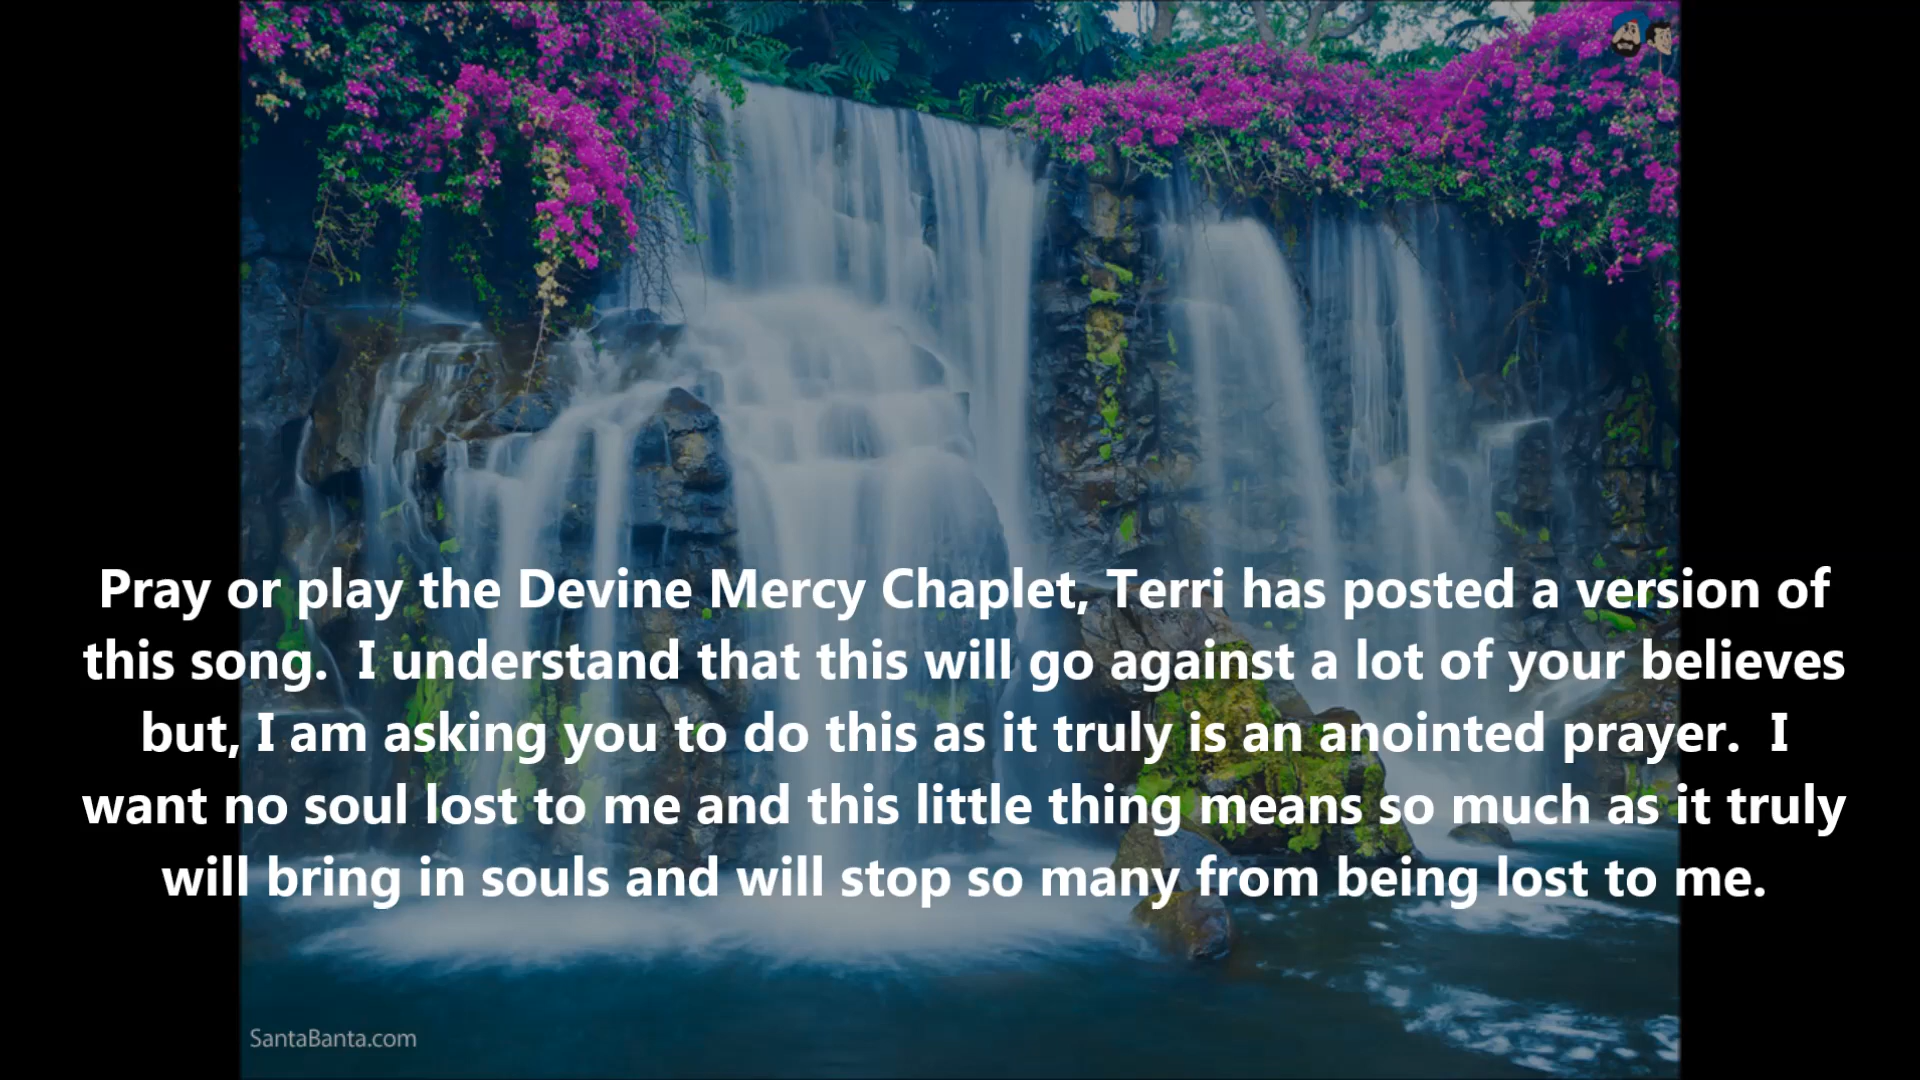 Pray or play the Devine Mercy Chaplet, Terri has posted a version of
this song.  I understand that this will go against a lot of your believes
but, I am asking you to do this as it truly is an anointed prayer.  I
want no soul lost to me and this little thing means so much as it truly
will bring in souls and will stop so many from being lost to me.
SantaBanta.com